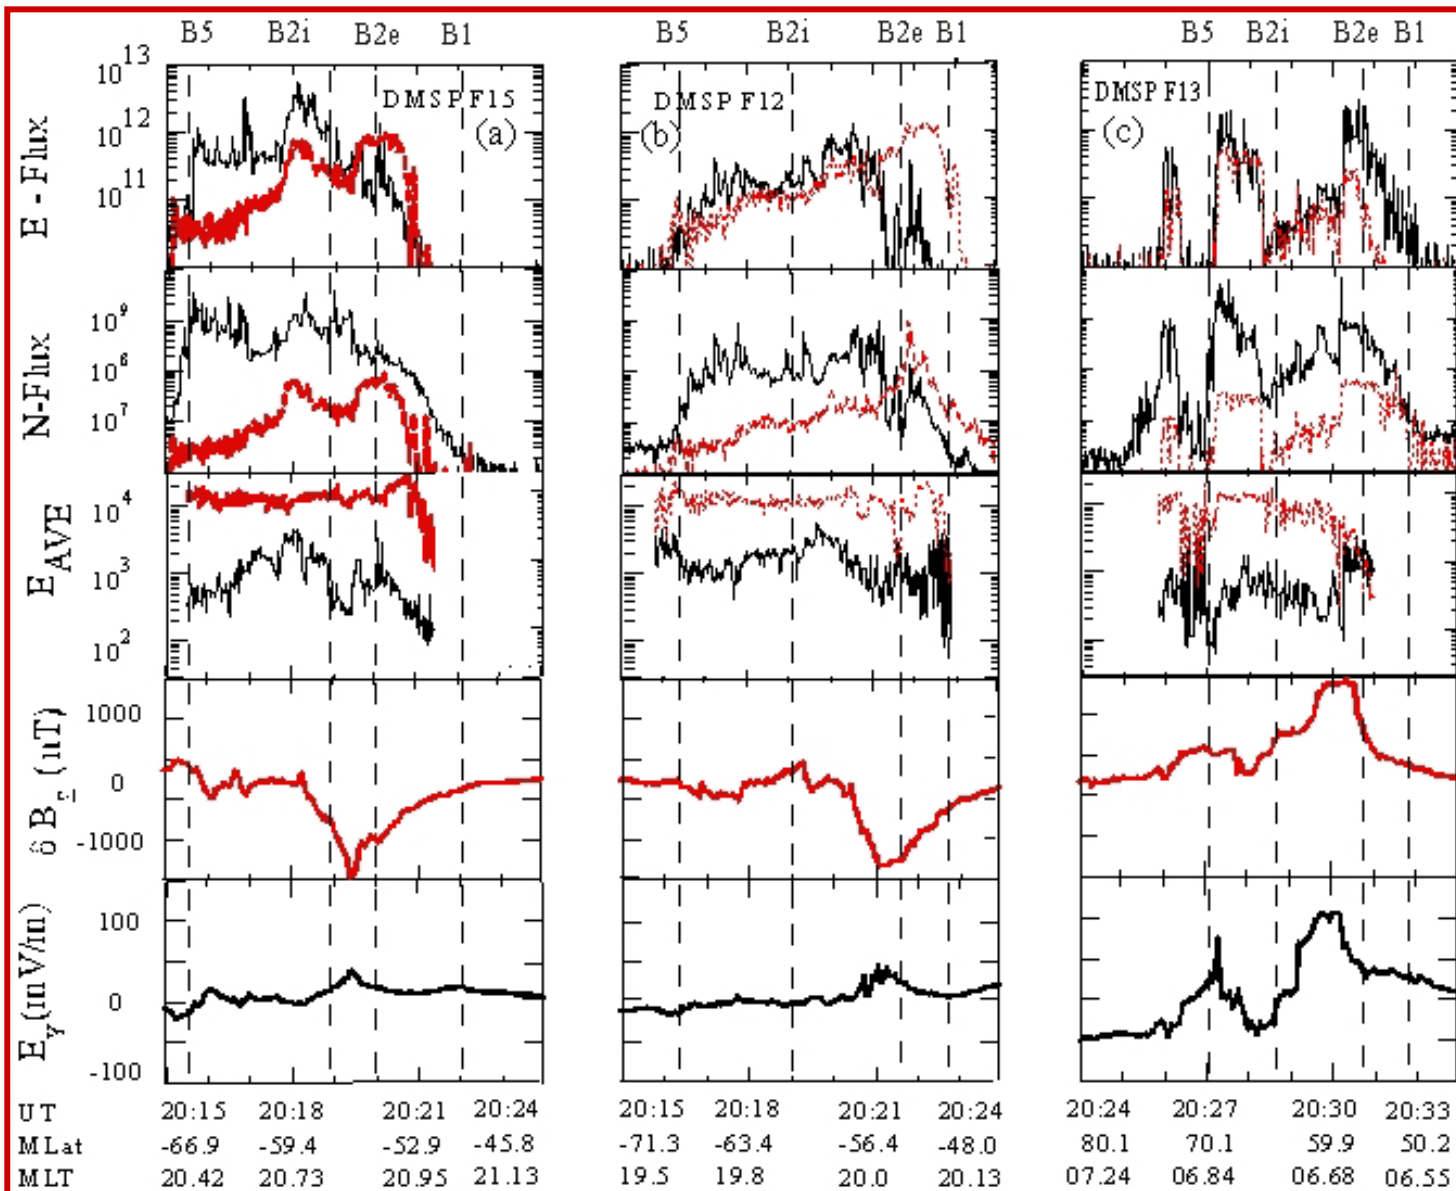 B5 B2i B2e B1 B5 B2i B2e B1 B5 B2i B2e B1
E - Flux
10^13
10^12
10^11
DMSP F15
(a)
DMSP F12
(b)
DMSP F13
(c)
N-Flux
10^9
10^8
10^7
E_AVE
10^4
10^3
10^2
δB_z (nT)
1000
0
-1000
E_Y (mV/m)
100
0
-100
UT 20:15 20:18 20:21 20:24 20:15 20:18 20:21 20:24 20:24 20:27 20:30 20:33
MLat -66.9 -59.4 -52.9 -45.8 -71.3 -63.4 -56.4 -48.0 80.1 70.1 59.9 50.2
MLT 20.42 20.73 20.95 21.13 19.5 19.8 20.0 20.13 07.24 06.84 06.68 06.55